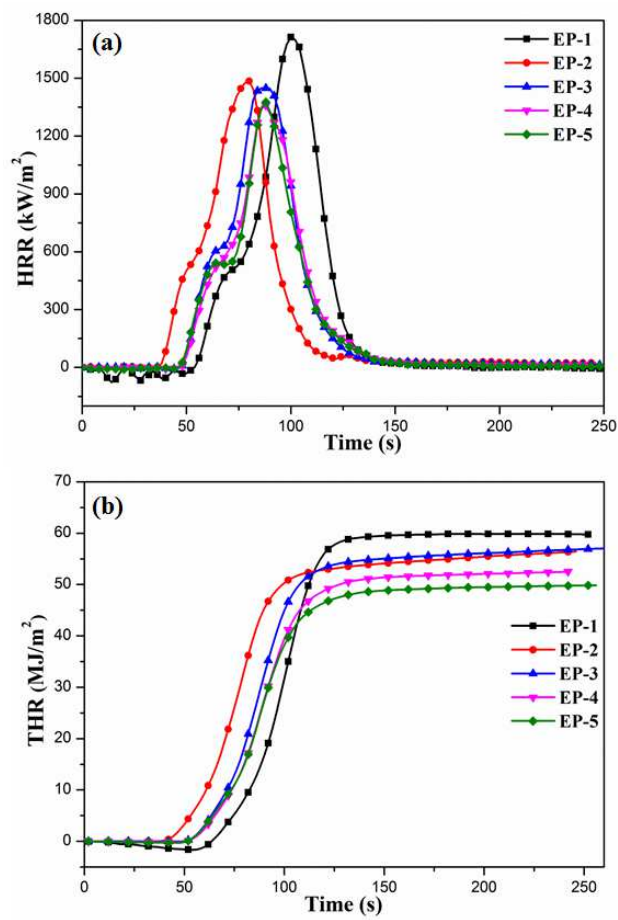 (a)
1800
1500
1200
900
600
300
0
HRR (kW/m²)
EP-1
EP-2
EP-3
EP-4
EP-5
0 50 100 150 200 250
Time (s)
(b)
70
60
50
40
30
20
10
0
THR (MJ/m²)
EP-1
EP-2
EP-3
EP-4
EP-5
0 50 100 150 200 250
Time (s)